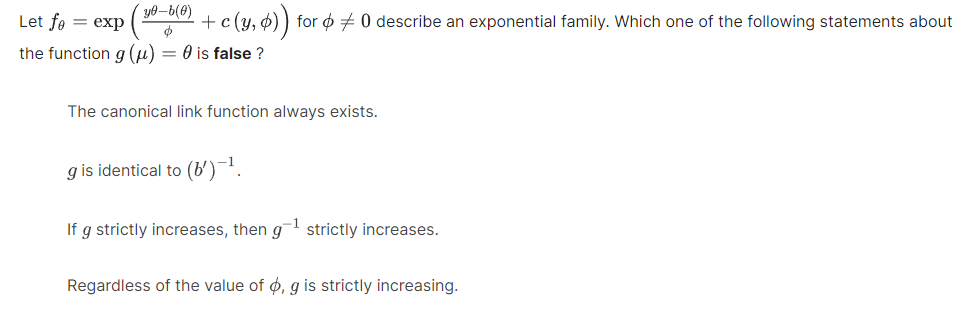 Let $f_\theta = \exp\left(\frac{y\theta - b(\theta)}{\phi} + c(y, \phi)\right)$ for $\phi \neq 0$ describe an exponential family. Which one of the following statements about
the function $g(\mu) = \theta$ is false ?
The canonical link function always exists.
g is identical to $(b')^{-1}$.
If g strictly increases, then $g^{-1}$ strictly increases.
Regardless of the value of $\phi$, g is strictly increasing.